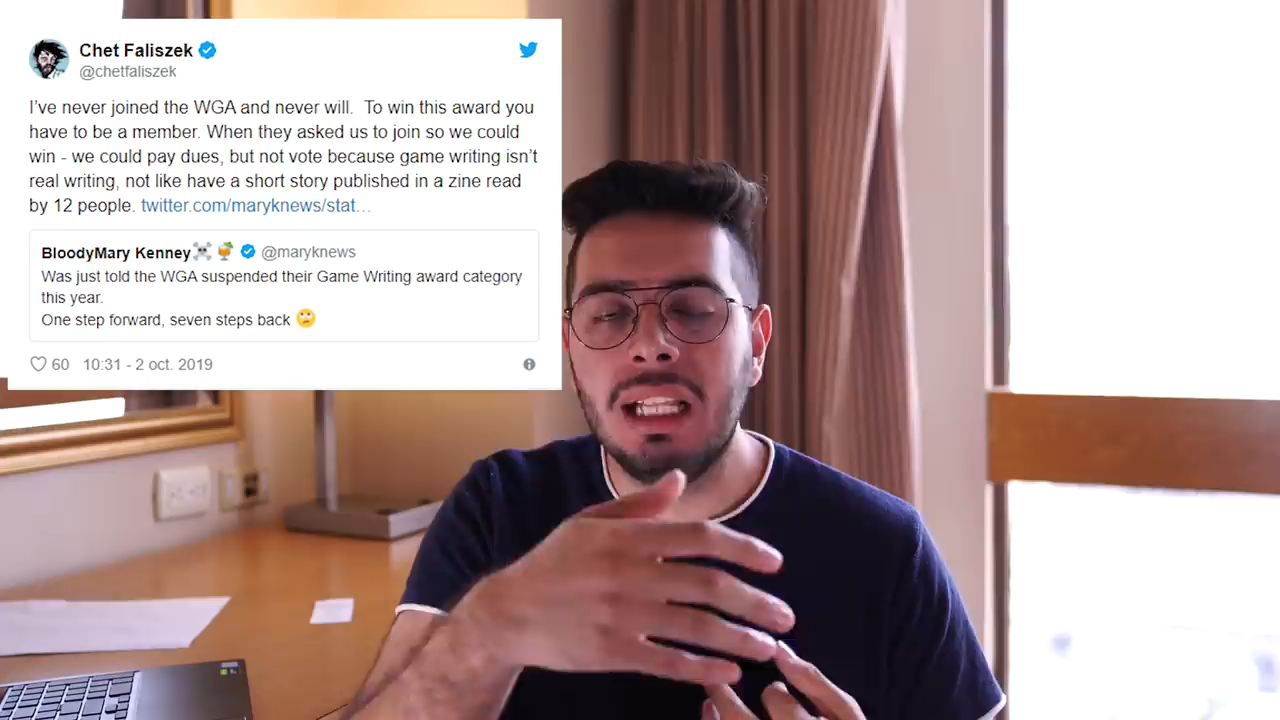 Chet Faliszek
@chetfaliszek
I’ve never joined the WGA and never will.  To win this award you
have to be a member. When they asked us to join so we could
win - we could pay dues, but not vote because game writing isn’t
real writing, not like have a short story published in a zine read
by 12 people. twitter.com/maryknews/stat…
BloodyMary Kenney☠️🍹 @maryknews
Was just told the WGA suspended their Game Writing award category
this year.
One step forward, seven steps back 🙄
60 10:31 - 2 oct. 2019